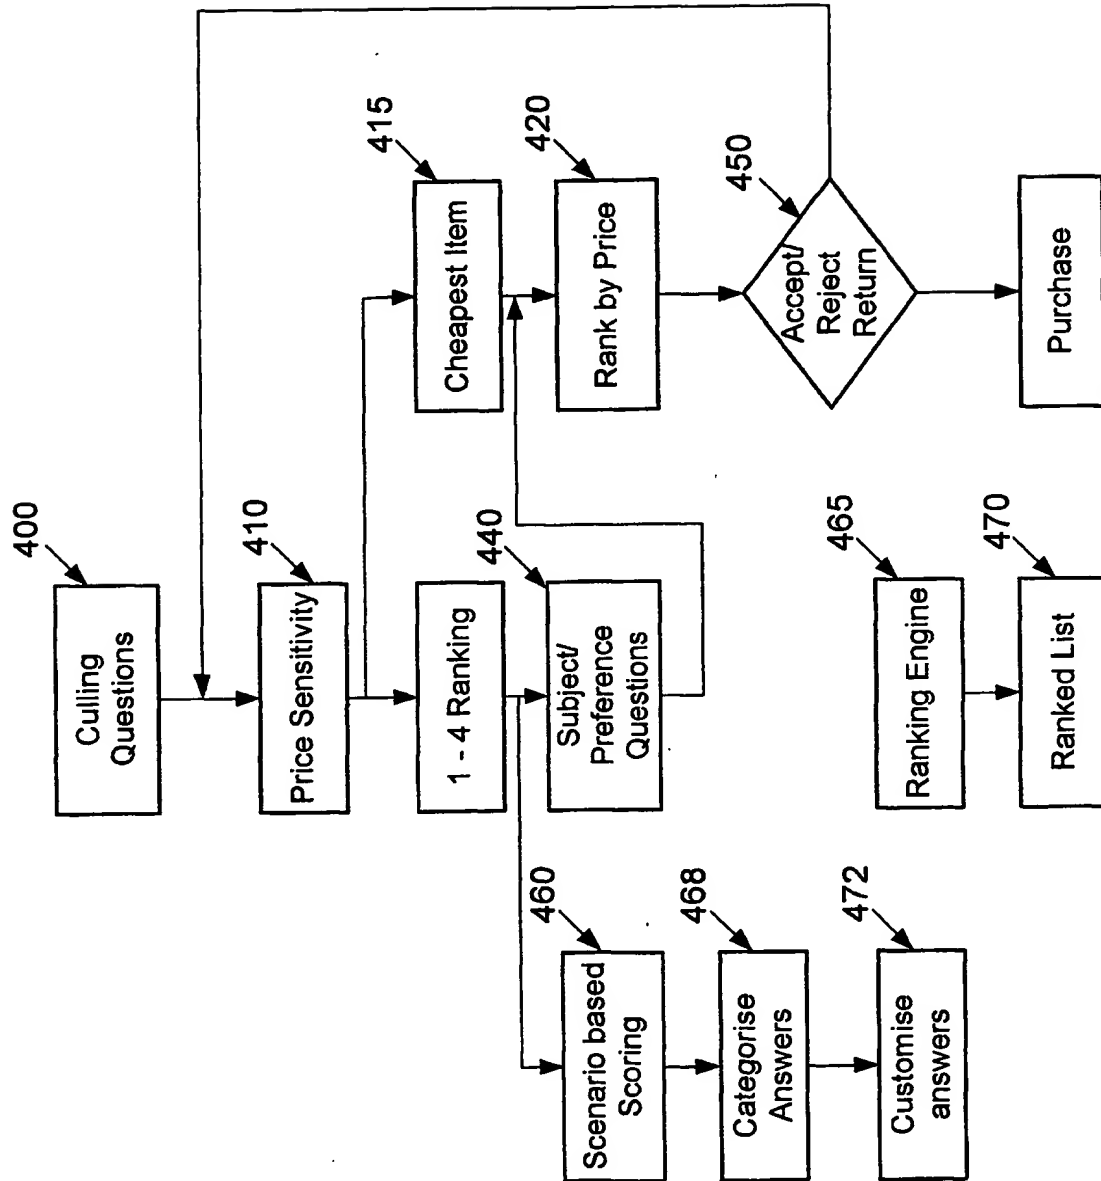 400
Culling
Questions
410
Price Sensitivity
415
Cheapest Item
1 - 4 Ranking
420
Rank by Price
440
Subject/
Preference
Questions
450
Accept/
Reject
Return
460
Scenario based
Scoring
468
Categorise
Answers
465
Ranking Engine
472
Customise
answers
470
Ranked List
Purchase